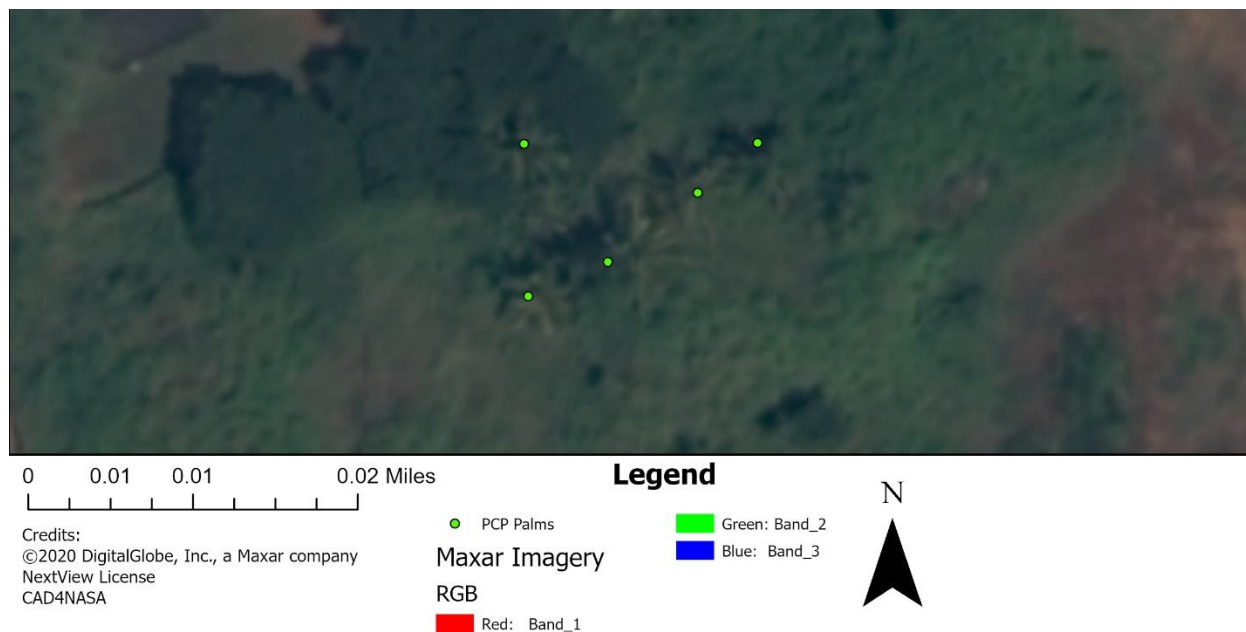 0 0.01 0.01 0.02 Miles
Credits:
©2020 DigitalGlobe, Inc., a Maxar company
NextView License
CAD4NASA
Legend
PCP Palms
Maxar Imagery
RGB
Red: Band_1
Green: Band_2
Blue: Band_3
N